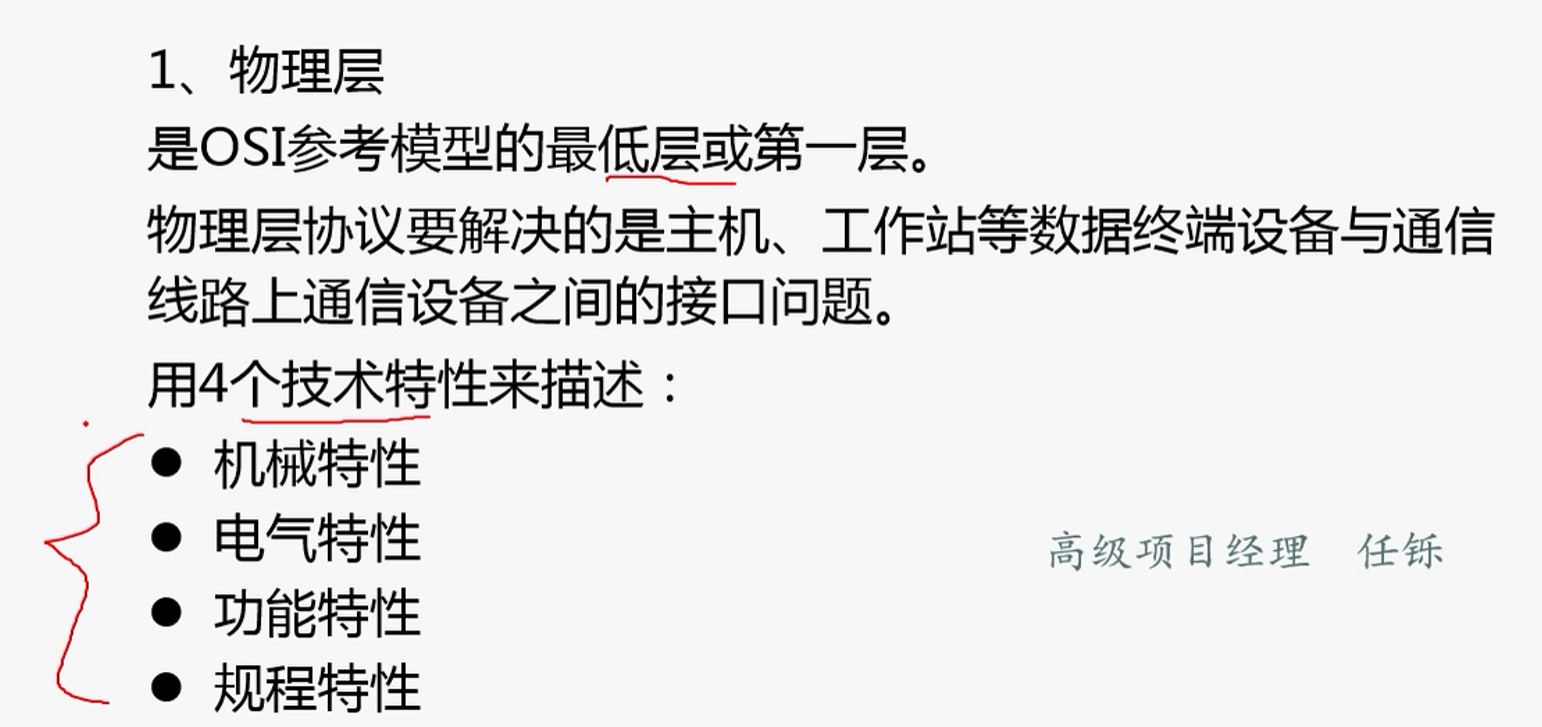 1、物理层
是OSI参考模型的最低层或第一层。
物理层协议要解决的是主机、工作站等数据终端设备与通信
线路上通信设备之间的接口问题。
用4个技术特性来描述：
● 机械特性
● 电气特性
● 功能特性
● 规程特性
高级项目经理 任铄